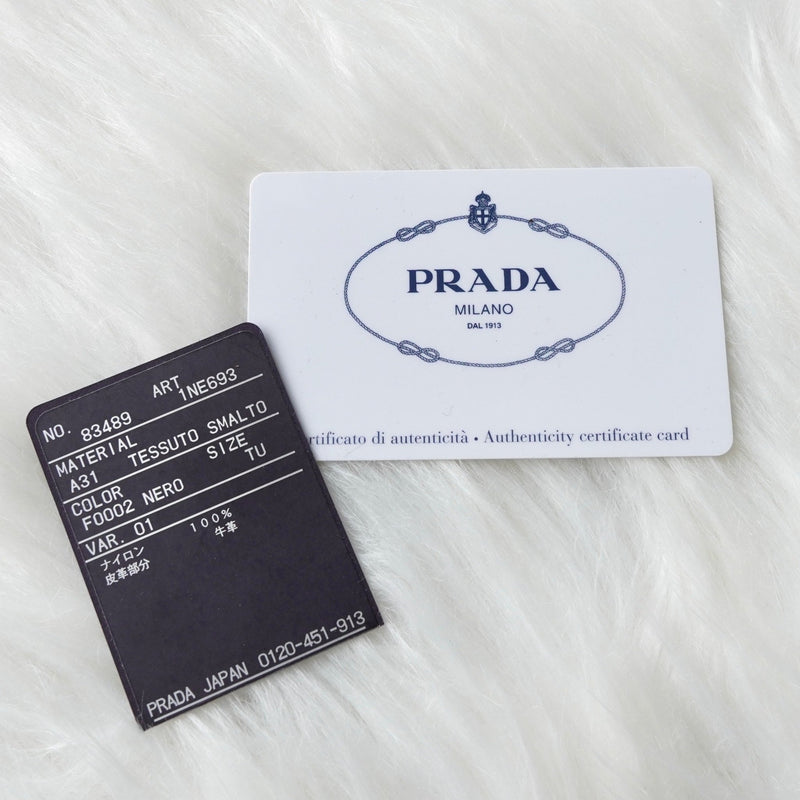 PRADA
MILANO
DAL 1913
rtificato di autenticità • Authenticity certificate card
ART
NO. 83489 1NE693
MATERIAL
A31 TESSUTO SMALTO
COLOR SIZE
F0002 NERO TU
VAR. 01
ナイロン 100%
皮革部分 牛革
PRADA JAPAN 0120-451-913